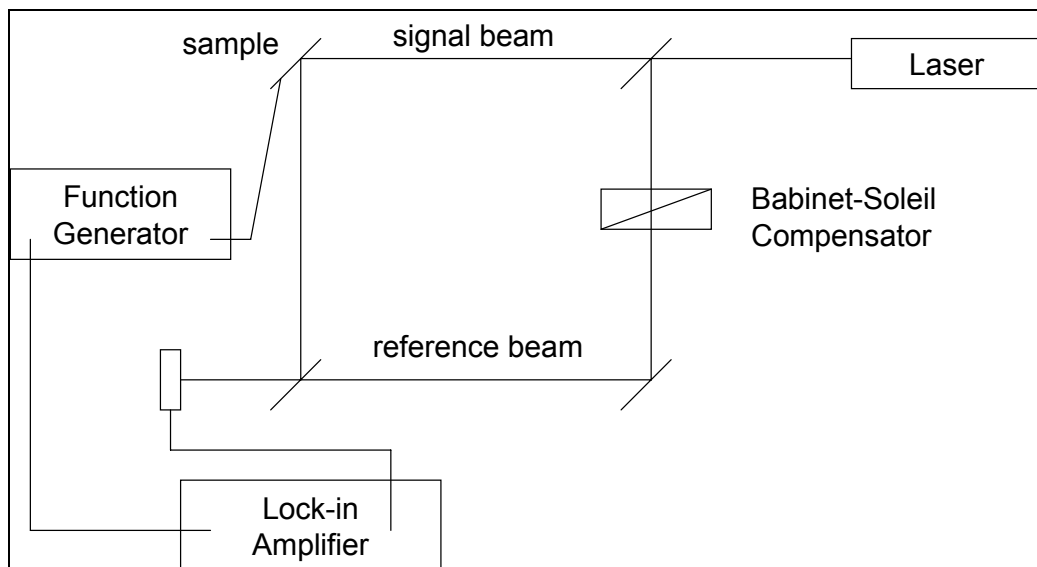 sample
signal beam
Laser
Function
Generator
Babinet-Soleil
Compensator
reference beam
Lock-in
Amplifier